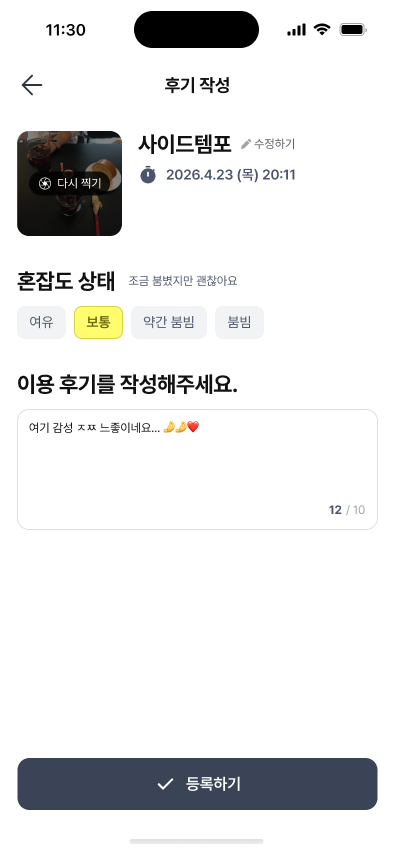 11:30
후기 작성
사이드템포 수정하기
다시 찍기
2026.4.23 (목) 20:11
혼잡도 상태 조금 붐볐지만 괜찮아요
여유 보통 약간 붐빔 붐빔
이용 후기를 작성해주세요.
여기 감성 ㅈㅉ 느좋이네요... 🫰🫰❤️
12 / 10
등록하기